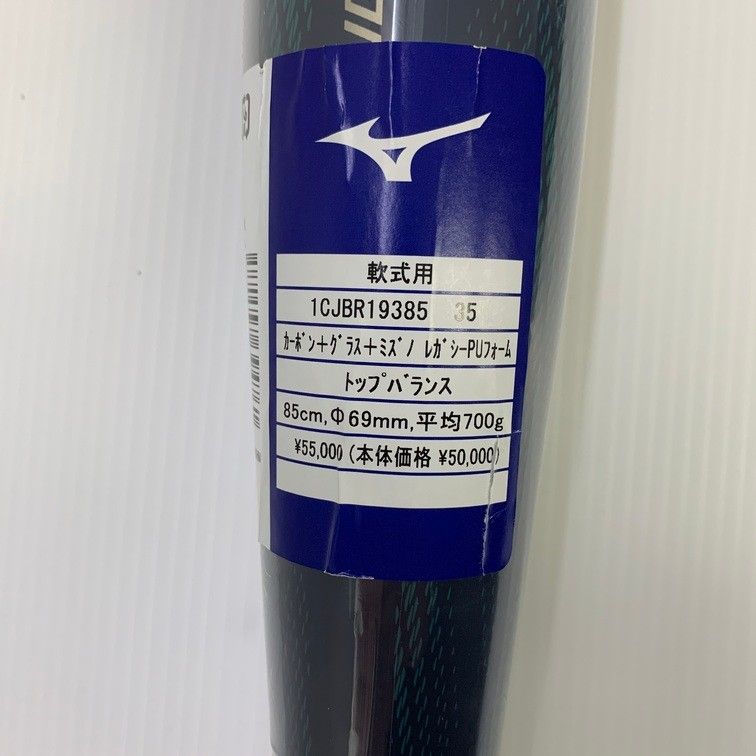 軟式用
1CJBR19385 35
ｶｰﾎﾞﾝ+ｸﾞﾗｽ+ﾐｽﾞﾉ ﾚｶﾞｼｰPUフォーム
トップバランス
85cm,Φ69mm,平均700g
¥55,000(本体価格 ¥50,000)